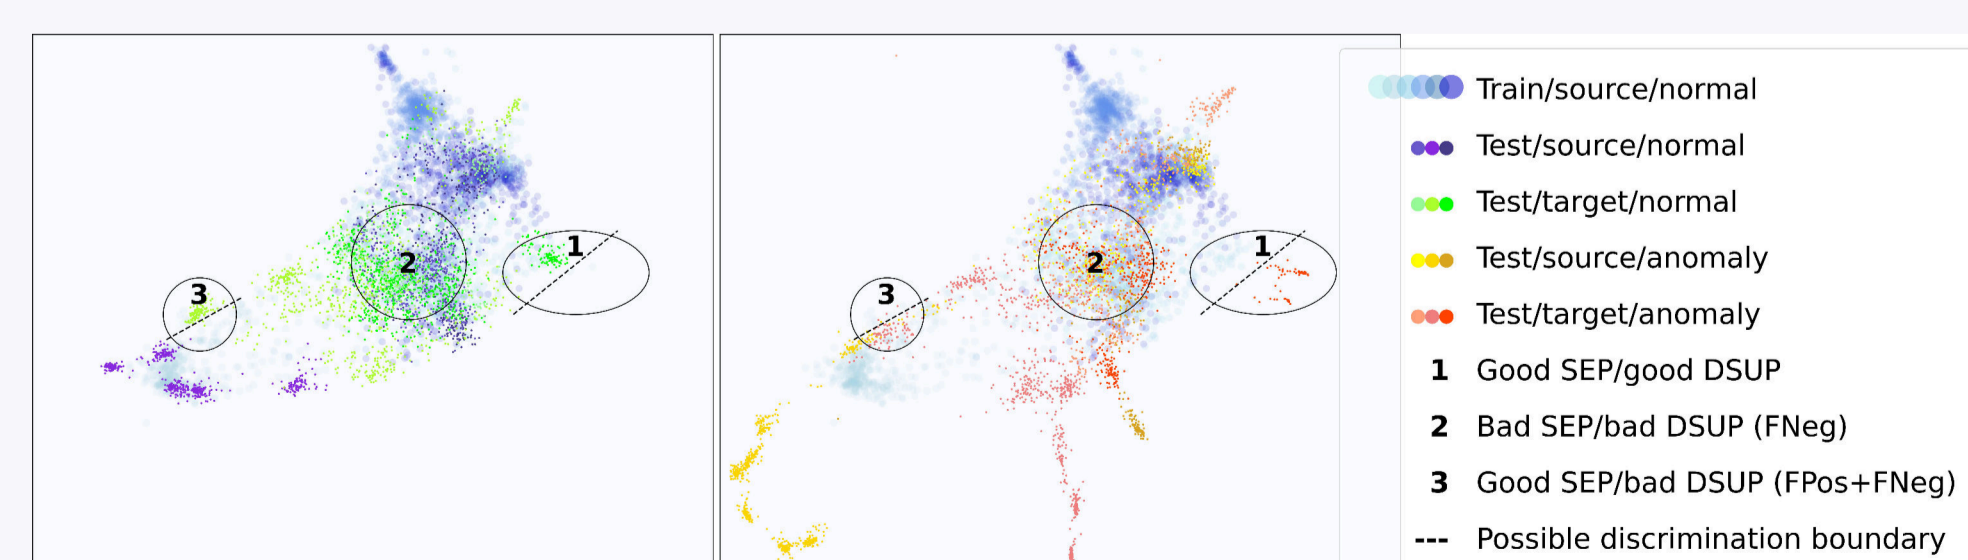 1
2
3
1
2
3
Train/source/normal
Test/source/normal
Test/target/normal
Test/source/anomaly
Test/target/anomaly
1 Good SEP/good DSUP
2 Bad SEP/bad DSUP (FNeg)
3 Good SEP/bad DSUP (FPos+FNeg)
--- Possible discrimination boundary